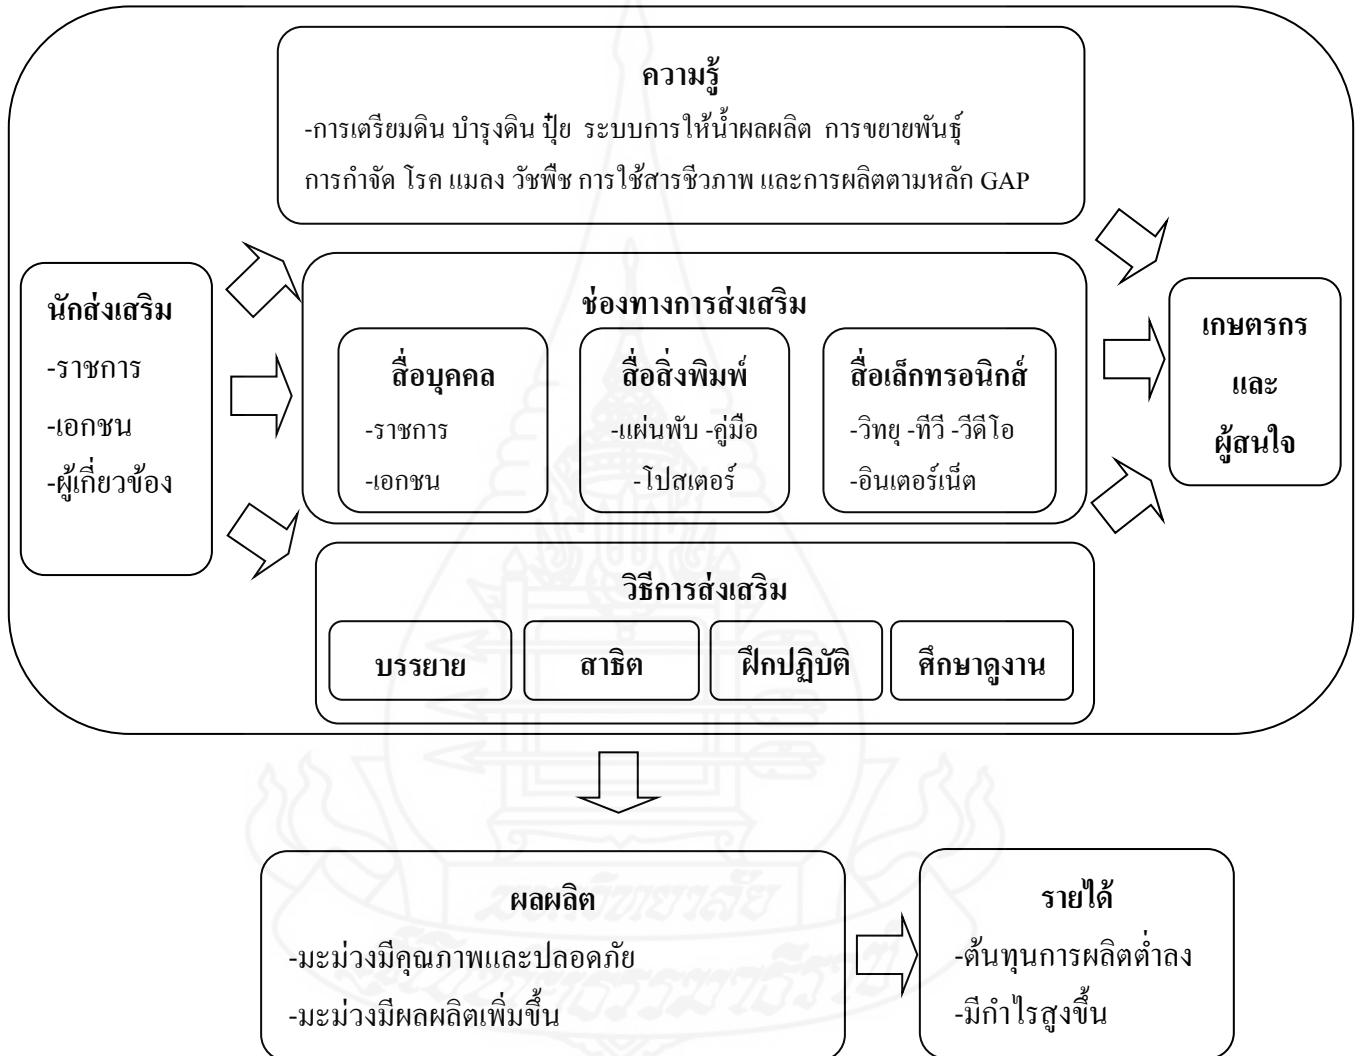 ความรู้
-การเตรียมดิน บำรุงดิน ปุ๋ย ระบบการให้น้ำผลผลิต การขยายพันธุ์
การกำจัด โรค แมลง วัชพืช การใช้สารชีวภาพ และการผลิตตามหลัก GAP
นักส่งเสริม
-ราชการ
-เอกชน
-ผู้เกี่ยวข้อง
ช่องทางการส่งเสริม
สื่อบุคคล
-ราชการ
-เอกชน
สื่อสิ่งพิมพ์
-แผ่นพับ -คู่มือ
-โปสเตอร์
สื่อเล็กทรอนิกส์
-วิทยุ -ทีวี -วีดีโอ
-อินเตอร์เน็ต
เกษตรกร
และ
ผู้สนใจ
วิธีการส่งเสริม
บรรยาย
สาธิต
ฝึกปฏิบัติ
ศึกษาดูงาน
ผลผลิต
-มะม่วงมีคุณภาพและปลอดภัย
-มะม่วงมีผลผลิตเพิ่มขึ้น
รายได้
-ต้นทุนการผลิตต่ำลง
-มีกำไรสูงขึ้น